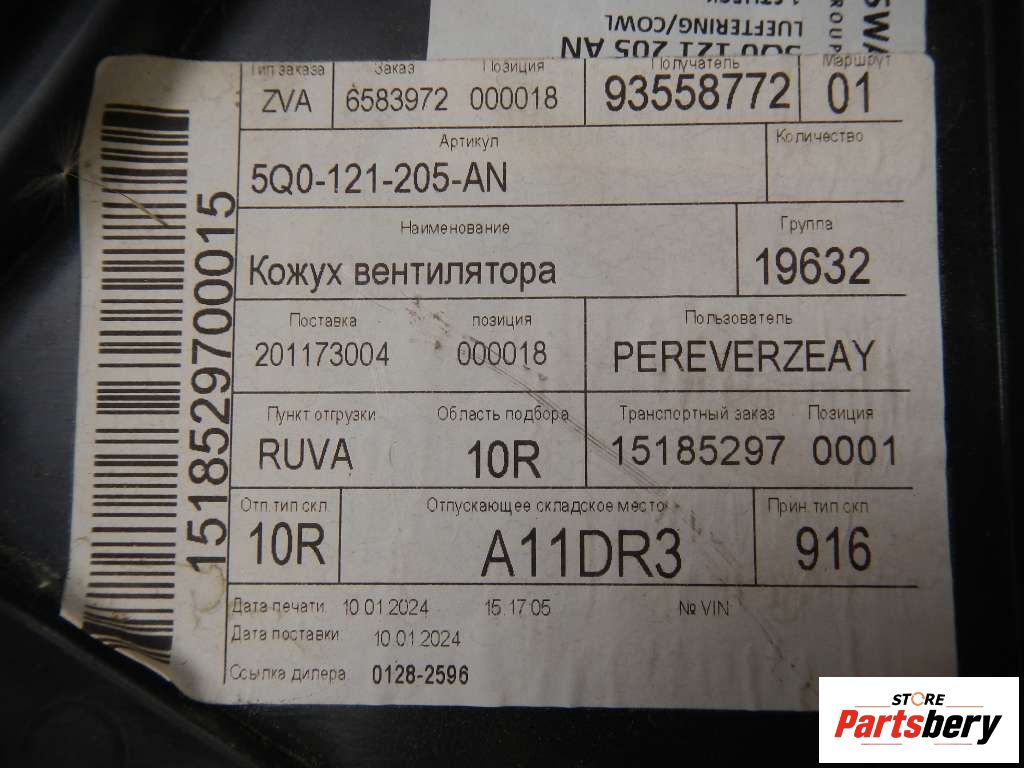 5Q0 121 205 AN
LUEFTERING/COWL
1 STUECK
SWA
ROUP
Тип заказа Заказ Позиция Получатель Маршрут
ZVA 6583972 000018 93558772 01
Артикул Количество
5Q0-121-205-AN
Наименование Группа
Кожух вентилятора 19632
Поставка позиция Пользователь
201173004 000018 PEREVERZEAY
Пункт отгрузки Область подбора Транспортный заказ Позиция
RUVA 10R 15185297 0001
Отп.тип скл. Отпускающее складское место Прин.тип скл
10R A11DR3 916
Дата печати 10.01.2024 15.17.05 № VIN
Дата поставки 10.01.2024
Ссылка дилера 0128-2596
151852970001​5
STORE
Partsbery